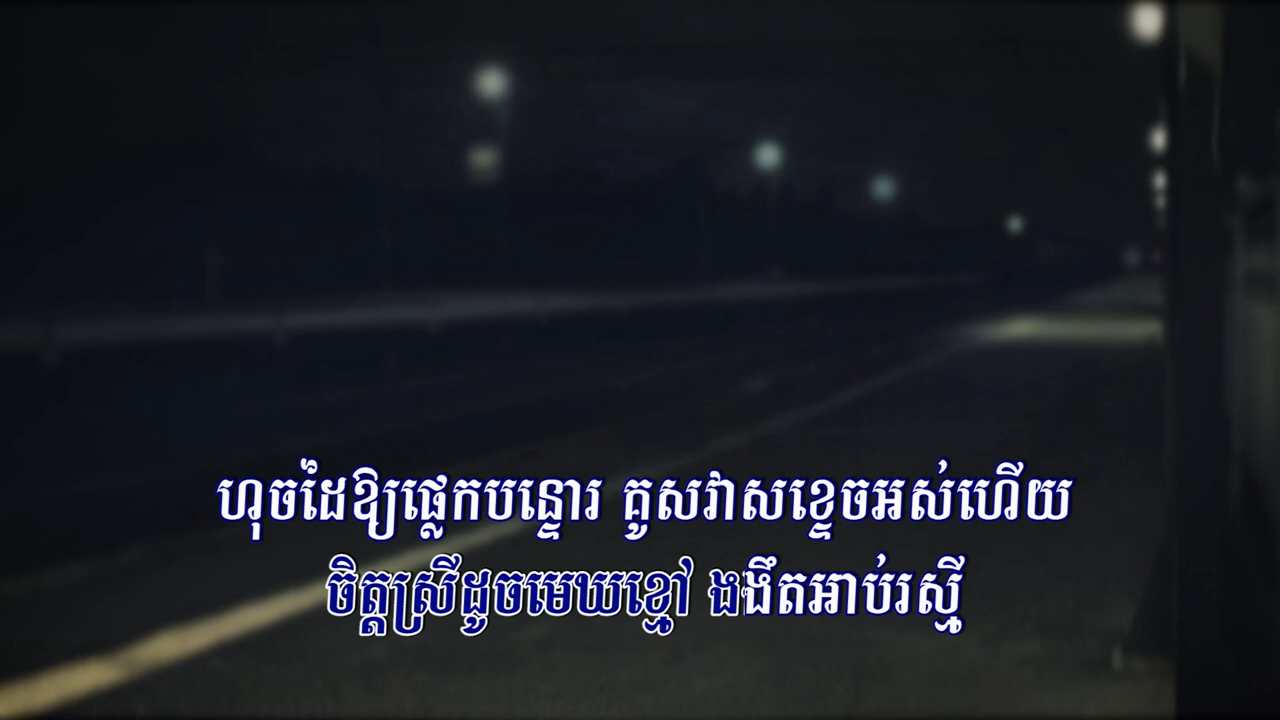 ហុចដៃឱ្យផ្លេកបន្ទោរ គូសវាសខ្ទេចអស់ហើយ
ចិត្តស្រីដូចមេឃខ្មៅ ងងឹតអាប់រស្មី